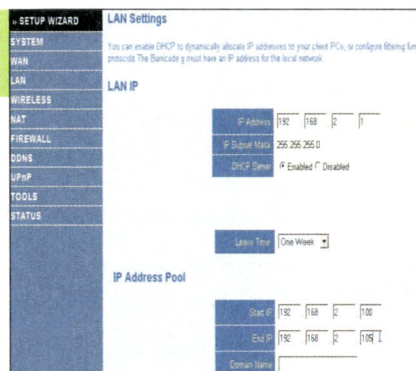 » SETUP WIZARD
SYSTEM
WAN
LAN
WIRELESS
NAT
FIREWALL
DDNS
UPnP
TOOLS
STATUS
LAN Settings
You can enable DHCP to dynamically allocate IP addresses to your client PCs, or configure filtering fun
protocols The Barricade g must have an IP address for the local network
LAN IP
IP Address 192 168 2 1
IP Subnet Mask 255.255.255.0
DHCP Server Enabled Disabled
Lease Time One Week
IP Address Pool
Start IP 192 168 2 100
End IP 192 168 2 105
Domain Name